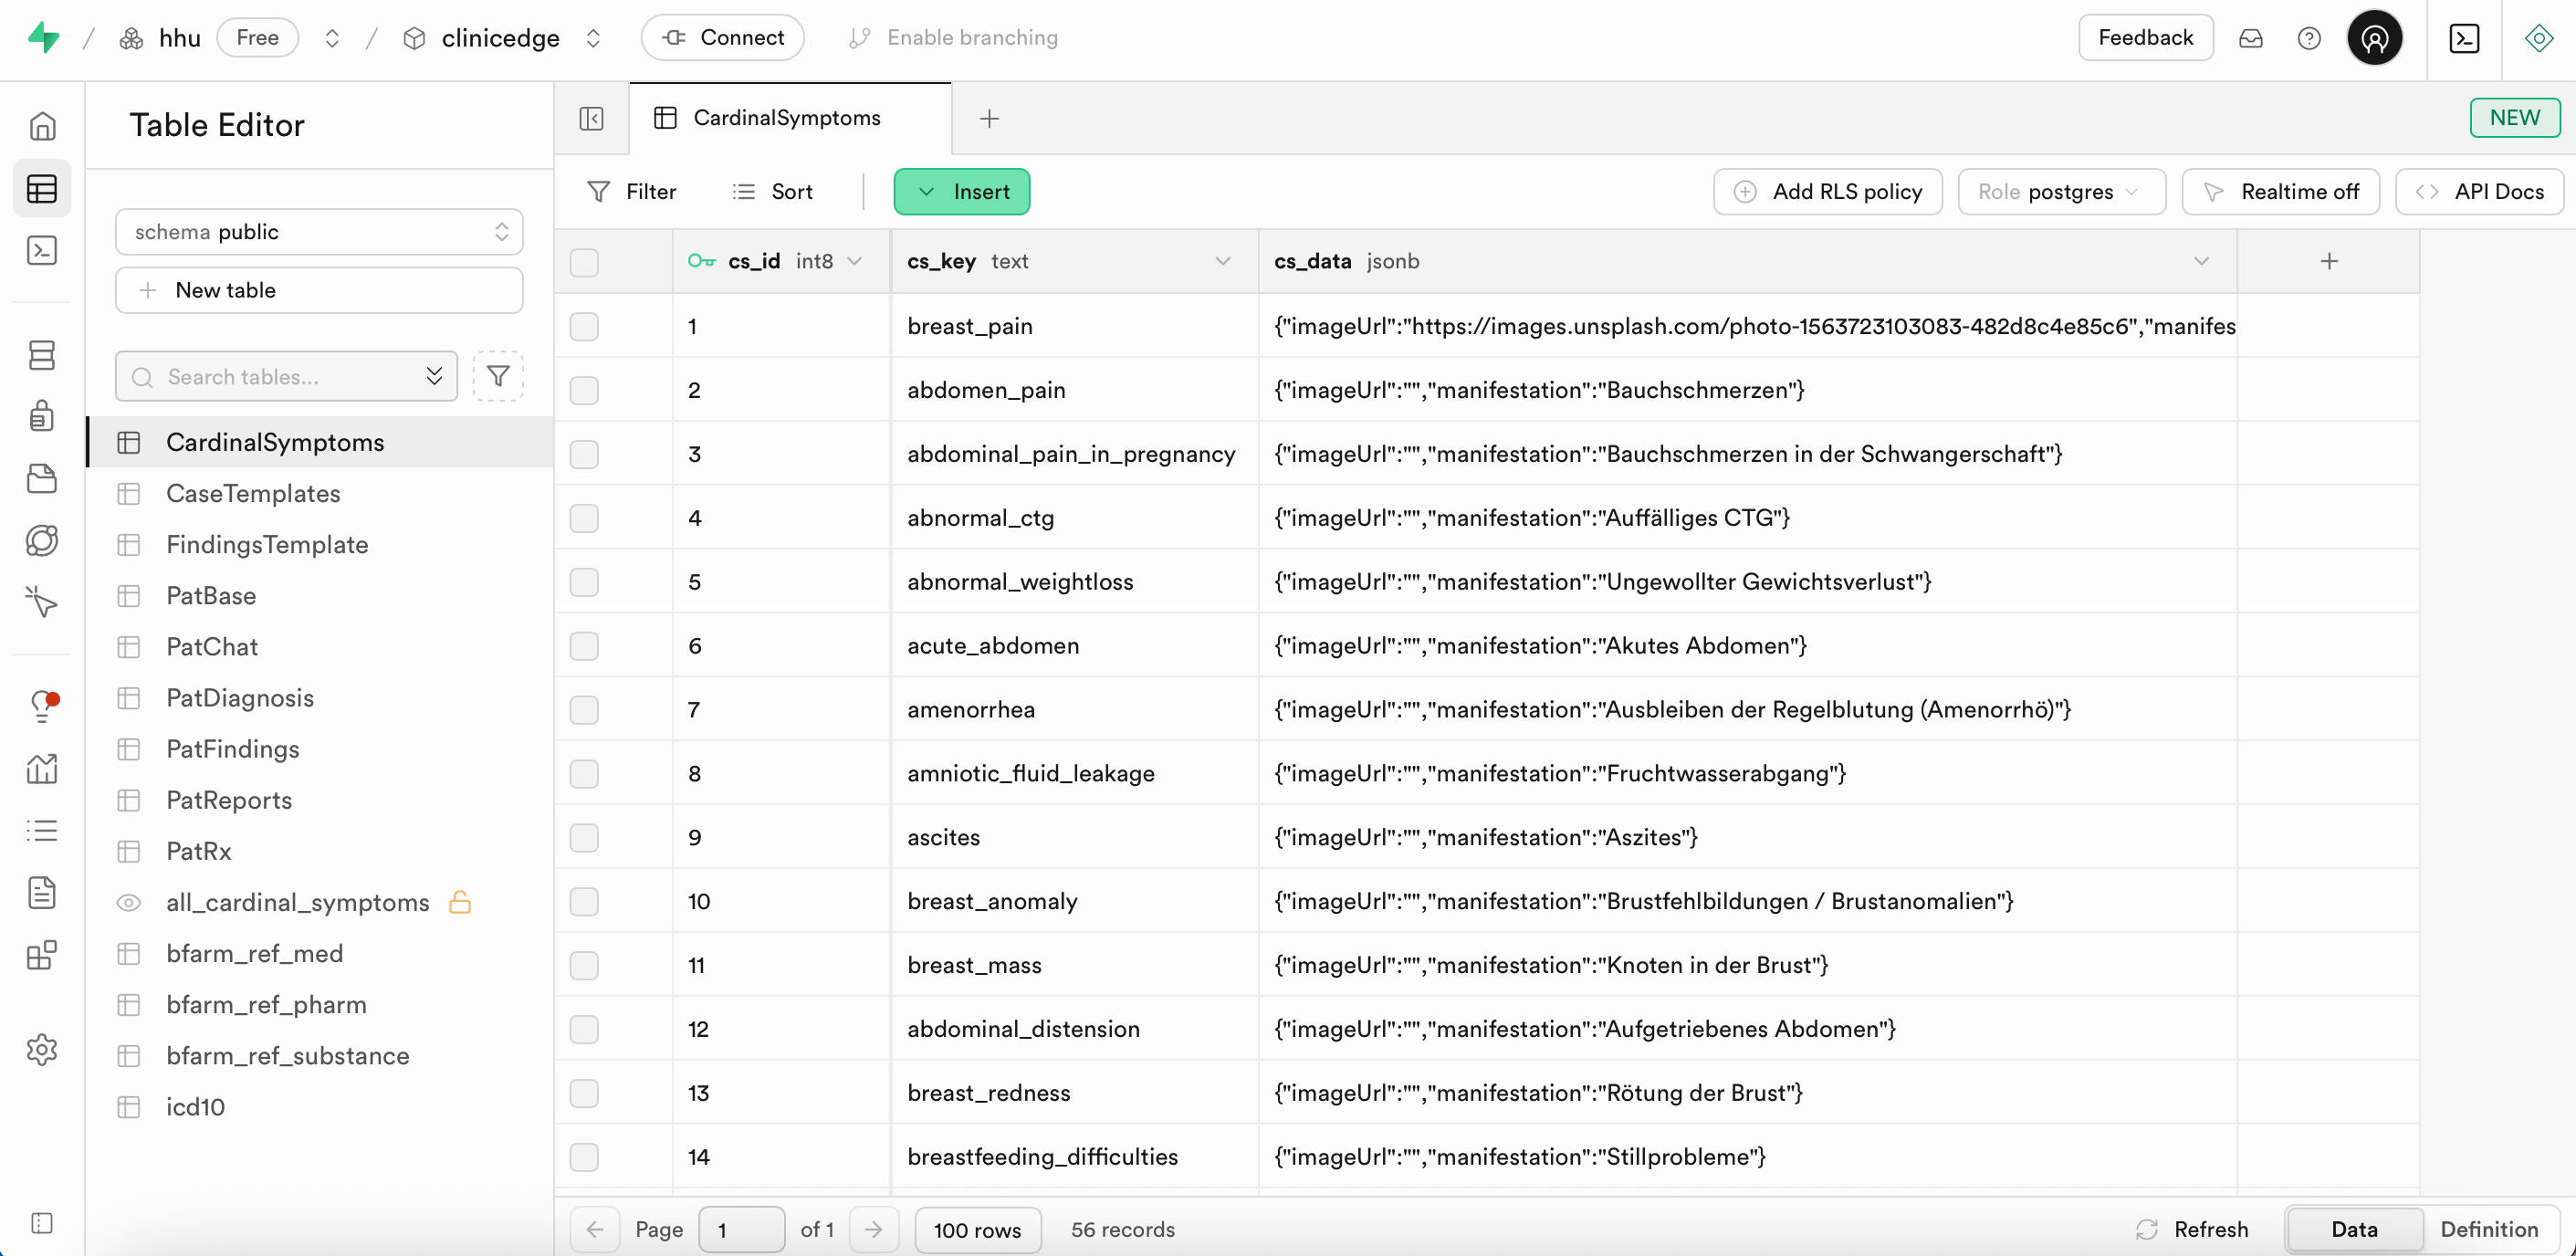 / hhu Free / clinicedge Connect Enable branching Feedback
Table Editor
CardinalSymptoms
NEW
Filter Sort Insert Add RLS policy Role postgres Realtime off API Docs
schema public
New table
Search tables...
CardinalSymptoms
CaseTemplates
FindingsTemplate
PatBase
PatChat
PatDiagnosis
PatFindings
PatReports
PatRx
all_cardinal_symptoms
bfarm_ref_med
bfarm_ref_pharm
bfarm_ref_substance
icd10
cs_id int8 cs_key text cs_data jsonb
1 breast_pain {"imageUrl":"https://images.unsplash.com/photo-1563723103083-482d8c4e85c6","manifes
2 abdomen_pain {"imageUrl":"","manifestation":"Bauchschmerzen"}
3 abdominal_pain_in_pregnancy {"imageUrl":"","manifestation":"Bauchschmerzen in der Schwangerschaft"}
4 abnormal_ctg {"imageUrl":"","manifestation":"Auffälliges CTG"}
5 abnormal_weightloss {"imageUrl":"","manifestation":"Ungewollter Gewichtsverlust"}
6 acute_abdomen {"imageUrl":"","manifestation":"Akutes Abdomen"}
7 amenorrhea {"imageUrl":"","manifestation":"Ausbleiben der Regelblutung (Amenorrhö)"}
8 amniotic_fluid_leakage {"imageUrl":"","manifestation":"Fruchtwasserabgang"}
9 ascites {"imageUrl":"","manifestation":"Aszites"}
10 breast_anomaly {"imageUrl":"","manifestation":"Brustfehlbildungen / Brustanomalien"}
11 breast_mass {"imageUrl":"","manifestation":"Knoten in der Brust"}
12 abdominal_distension {"imageUrl":"","manifestation":"Aufgetriebenes Abdomen"}
13 breast_redness {"imageUrl":"","manifestation":"Rötung der Brust"}
14 breastfeeding_difficulties {"imageUrl":"","manifestation":"Stillprobleme"}
Page 1 of 1 100 rows 56 records Refresh Data Definition